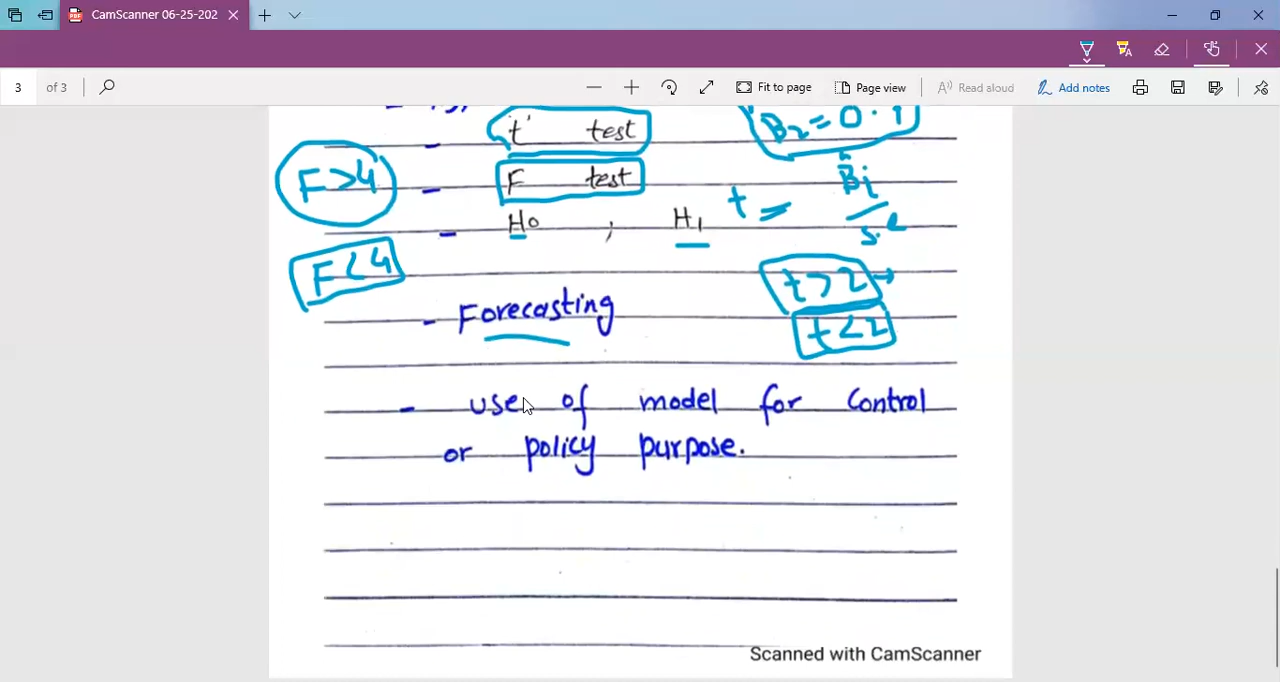 CamScanner 06-25-202
3 of 3
Fit to page
Page view
Read aloud
Add notes
t' test
B2 = 0.1
F>4
F test
t = B̂i / s.e
H0 ; H1
F<4
t>2
- Forecasting
t<2
- use of model for control
or policy purpose.
Scanned with CamScanner